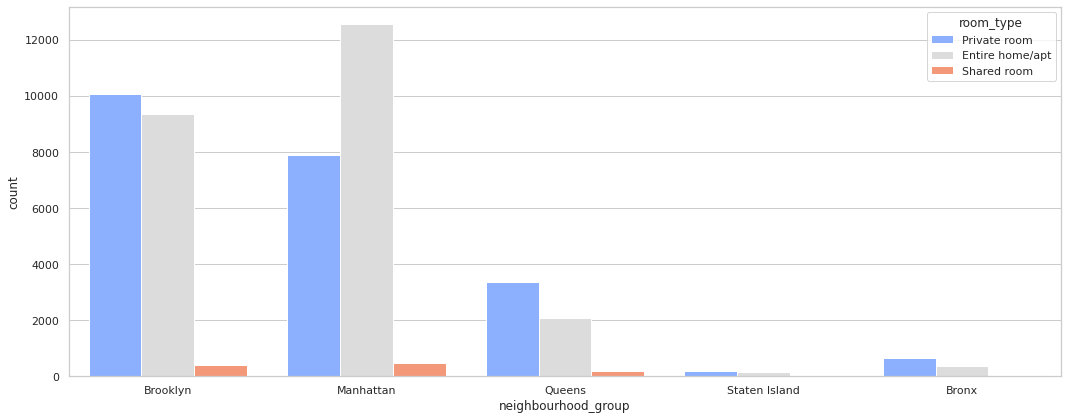 room_type
Private room
Entire home/apt
Shared room
12000
10000
8000
6000
4000
2000
0
count
Brooklyn
Manhattan
Queens
Staten Island
Bronx
neighbourhood_group